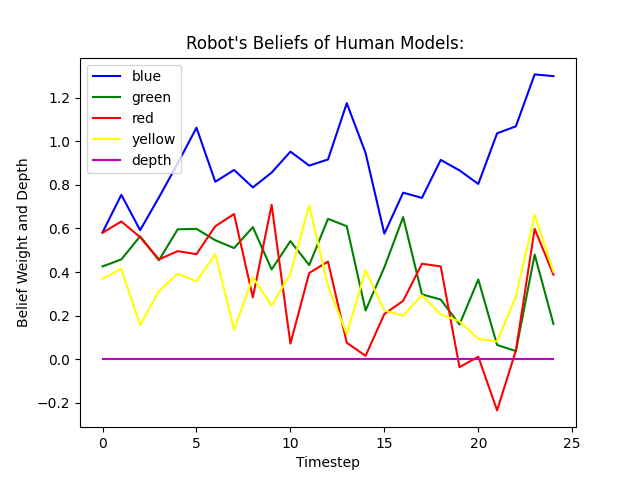 Robot's Beliefs of Human Models:
blue
green
red
yellow
depth
Belief Weight and Depth
1.2
1.0
0.8
0.6
0.4
0.2
0.0
−0.2
0 5 10 15 20 25
Timestep